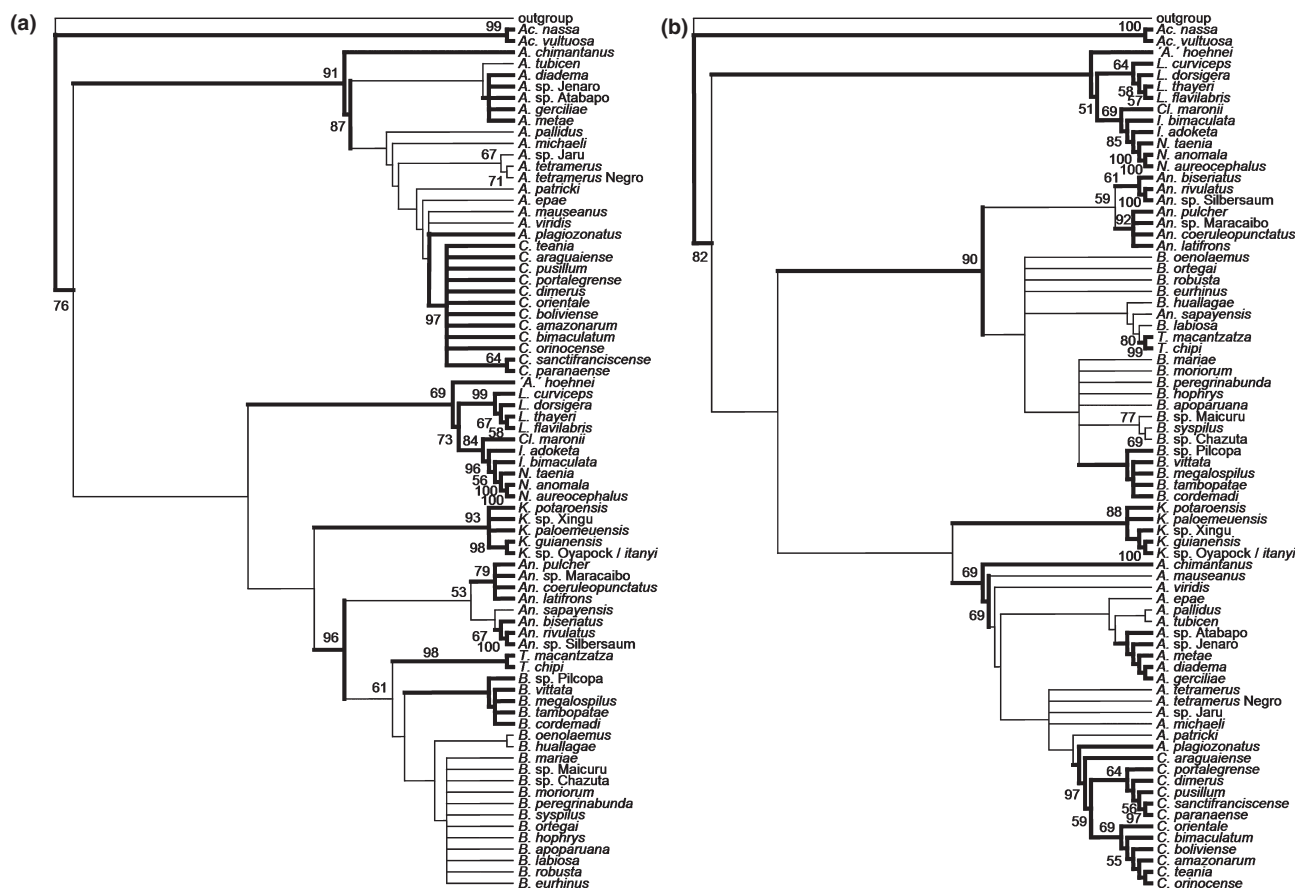 (a)
outgroup
99
Ac. nassa
Ac. vultuosa
A. chimantanus
91
A. tubicen
A. diadema
A. sp. Jenaro
A. sp. Atabapo
A. gerciliae
A. metae
87
A. pallidus
A. michaeli
67
A. sp. Jaru
A. tetramerus
71
A. tetramerus Negro
A. patricki
A. epae
A. mauseanus
A. viridis
A. plagiozonatus
C. teania
C. araguaiense
C. pusillum
C. portalegrense
C. dimerus
C. orientale
97
C. boliviense
C. amazonarum
C. bimaculatum
C. orinocense
64
C. sanctifranciscense
C. paranaense
76
'A.' hoehnei
69
99
L. curviceps
L. dorsigera
L. thayeri
67
58
L. flavilabris
73
84
Cl. maronii
I. adoketa
I. bimaculata
96
N. taenia
56
N. anomala
100
N. aureocephalus
100
K. potaroensis
93
K. sp. Xingu
K. paloemeuensis
K. guianensis
98
K. sp. Oyapock / itanyi
An. pulcher
79
An. sp. Maracaibo
An. coeruleopunctatus
53
An. latifrons
An. sapayensis
An. biseriatus
67
An. rivulatus
100
An. sp. Silbersaum
96
98
T. macantzatza
T. chipi
61
B. sp. Pilcopa
B. vittata
B. megalospilus
B. tambopatae
B. cordemadi
B. oenolaemus
B. huallagae
B. mariae
B. sp. Maicuru
B. sp. Chazuta
B. moriorum
B. peregrinabunda
B. syspilus
B. ortegai
B. hophrys
B. apoparuana
B. labiosa
B. robusta
B. eurhinus
(b)
outgroup
100
Ac. nassa
Ac. vultuosa
'A.' hoehnei
64
L. curviceps
L. dorsigera
58
L. thayeri
57
L. flavilabris
51
69
Cl. maronii
I. bimaculata
I. adoketa
85
N. taenia
100
N. anomala
100
N. aureocephalus
61
An. biseriatus
59
An. rivulatus
100
An. sp. Silbersaum
92
An. pulcher
An. sp. Maracaibo
An. coeruleopunctatus
An. latifrons
82
90
B. oenolaemus
B. ortegai
B. robusta
B. eurhinus
B. huallagae
An. sapayensis
B. labiosa
80
T. macantzatza
99
T. chipi
B. mariae
B. moriorum
B. peregrinabunda
B. hophrys
B. apoparuana
77
B. sp. Maicuru
B. syspilus
69
B. sp. Chazuta
B. sp. Pilcopa
B. vittata
B. megalospilus
B. tambopatae
B. cordemadi
88
K. potaroensis
K. paloemeuensis
K. sp. Xingu
K. guianensis
100
K. sp. Oyapock / itanyi
69
A. chimantanus
A. mauseanus
69
A. viridis
A. epae
A. pallidus
A. tubicen
A. sp. Atabapo
A. sp. Jenaro
A. metae
A. diadema
A. gerciliae
A. tetramerus
A. tetramerus Negro
A. sp. Jaru
A. michaeli
A. patricki
A. plagiozonatus
C. araguaiense
64
C. portalegrense
C. dimerus
97
C. pusillum
56
C. sanctifranciscense
97
C. paranaense
59
69
C. orientale
C. bimaculatum
C. boliviense
55
C. amazonarum
C. teania
C. orinocense